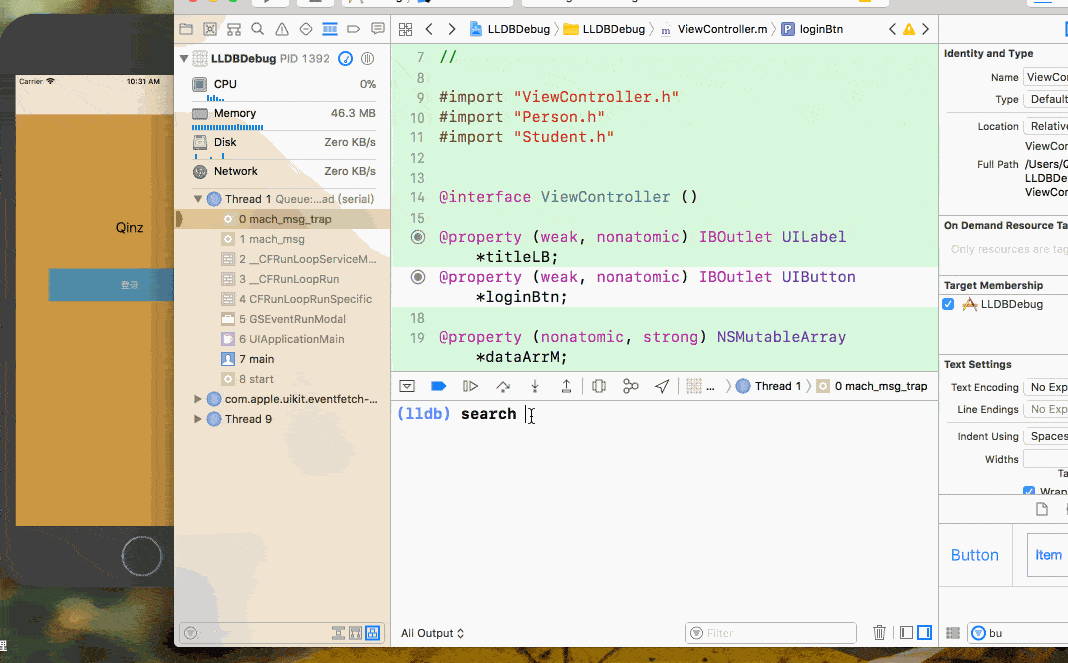 Carrier 10:31 AM
Qinz
登录
理
LLDBDebug PID 1392
CPU 0%
Memory 46.3 MB
Disk Zero KB/s
Network Zero KB/s
Thread 1 Queue:...ad (serial)
0 mach_msg_trap
1 mach_msg
2 __CFRunLoopServiceM...
3 __CFRunLoopRun
4 CFRunLoopRunSpecific
5 GSEventRunModal
6 UIApplicationMain
7 main
8 start
com.apple.uikit.eventfetch-...
Thread 9
LLDBDebug LLDBDebug m ViewController.m P loginBtn
7 //
8
9 #import "ViewController.h"
10 #import "Person.h"
11 #import "Student.h"
12
13
14 @interface ViewController ()
15
@property (weak, nonatomic) IBOutlet UILabel
*titleLB;
@property (weak, nonatomic) IBOutlet UIButton
*loginBtn;
18
19 @property (nonatomic, strong) NSMutableArray
*dataArrM;
... Thread 1 0 mach_msg_trap
(lldb) search
All Output
Filter
Identity and Type
Name ViewCo
Type Default
Location Relative
ViewCo
Full Path /Users/Q
LLDBDe
ViewCon
On Demand Resource Ta
Only resources are tag
Target Membership
LLDBDebug
Text Settings
Text Encoding No Exp
Line Endings No Exp
Indent Using Spaces
Widths
Ta
Wrap
Button
Item
bu